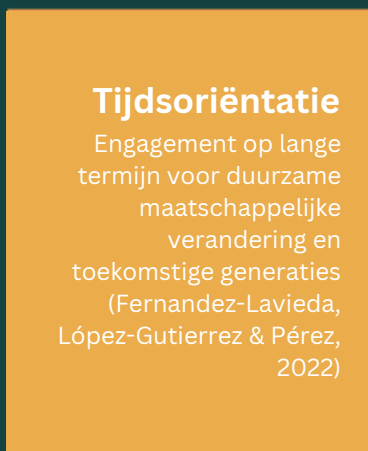 Tijdsoriëntatie
Engagement op lange
termijn voor duurzame
maatschappelijke
verandering en
toekomstige generaties
(Fernandez-Lavieda,
López-Gutierrez & Pérez,
2022)